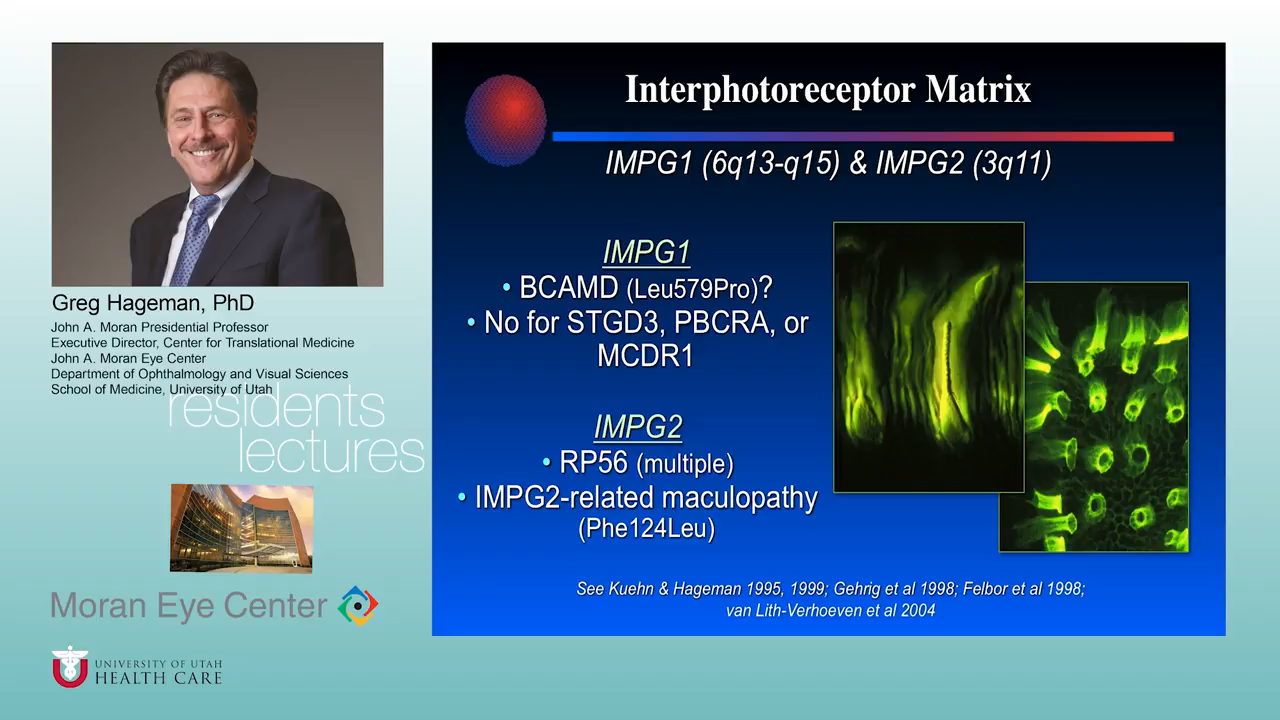 Greg Hageman, PhD
John A. Moran Presidential Professor
Executive Director, Center for Translational Medicine
John A. Moran Eye Center
Department of Ophthalmology and Visual Sciences
School of Medicine, University of Utah
residents
lectures
Moran Eye Center
UNIVERSITY OF UTAH
HEALTH CARE
Interphotoreceptor Matrix
IMPG1 (6q13-q15) & IMPG2 (3q11)
IMPG1
• BCAMD (Leu579Pro)?
• No for STGD3, PBCRA, or
MCDR1
IMPG2
• RP56 (multiple)
• IMPG2-related maculopathy
(Phe124Leu)
See Kuehn & Hageman 1995, 1999; Gehrig et al 1998; Felbor et al 1998;
van Lith-Verhoeven et al 2004